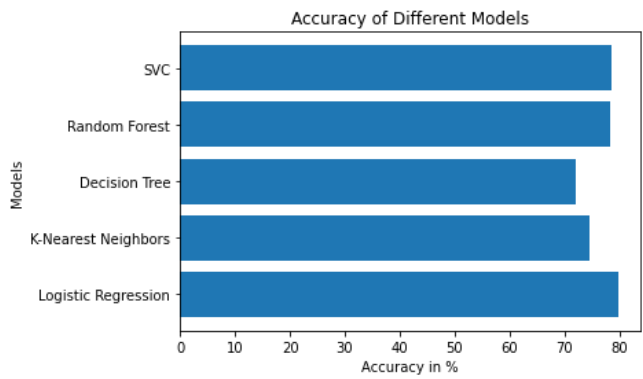 Accuracy of Different Models
SVC
Random Forest
Decision Tree
K-Nearest Neighbors
Logistic Regression
Models
0 10 20 30 40 50 60 70 80
Accuracy in %